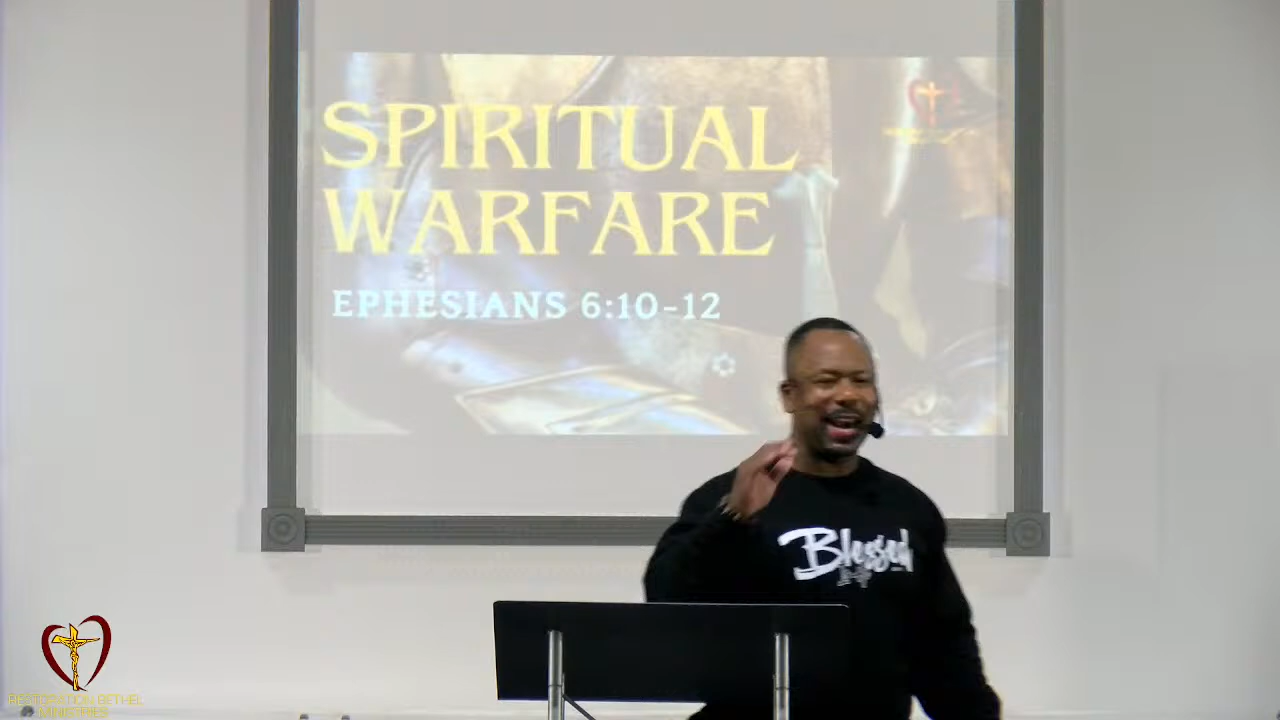 SPIRITUAL
WARFARE
EPHESIANS 6:10-12
Blessed
RESTORATION BETHEL
MINISTRIES